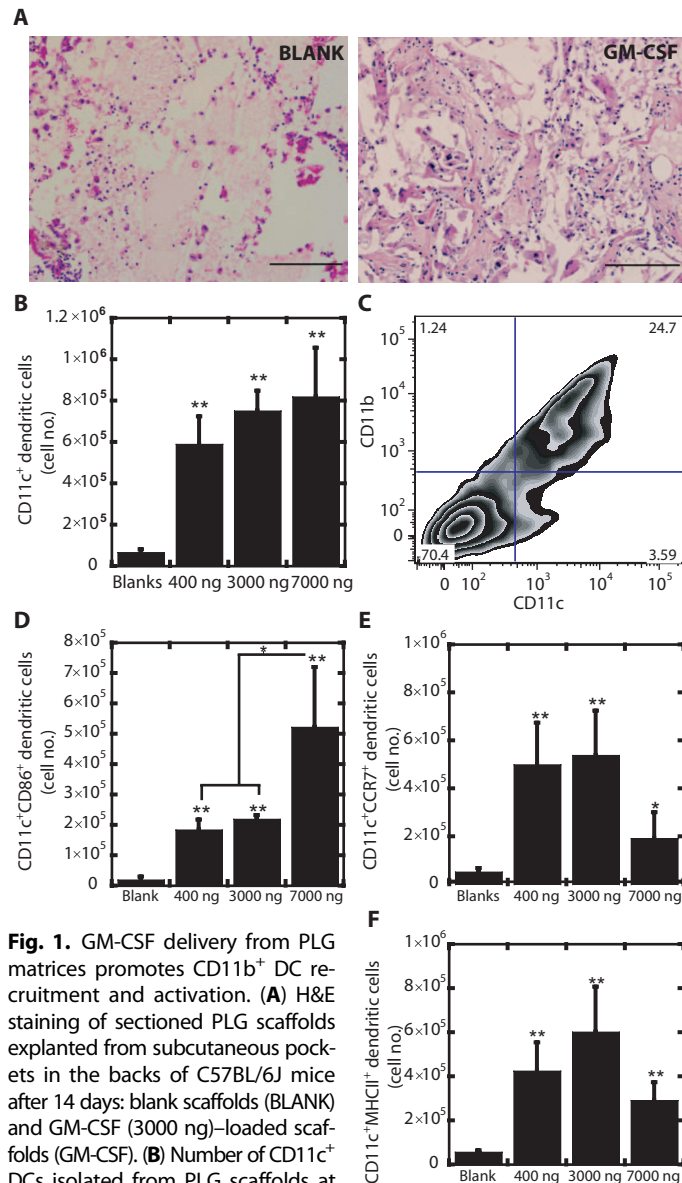 A
BLANK
GM-CSF
B
CD11c⁺ dendritic cells
(cell no.)
1.2×10⁶
1×10⁶
8×10⁵
6×10⁵
4×10⁵
2×10⁵
0
**
**
**
Blanks 400 ng 3000 ng 7000 ng
C
CD11b
10⁵
10⁴
10³
10²
0
1.24
24.7
70.4
3.59
0 10² 10³ 10⁴ 10⁵
CD11c
D
CD11c⁺CD86⁺ dendritic cells
(cell no.)
8×10⁵
7×10⁵
6×10⁵
5×10⁵
4×10⁵
3×10⁵
2×10⁵
1×10⁵
0
*
**
**
**
Blank 400 ng 3000 ng 7000 ng
E
CD11c⁺CCR7⁺ dendritic cells
(cell no.)
1×10⁶
8×10⁵
6×10⁵
4×10⁵
2×10⁵
0
**
**
*
Blanks 400 ng 3000 ng 7000 ng
Fig. 1. GM-CSF delivery from PLG
matrices promotes CD11b⁺ DC re-
cruitment and activation. (A) H&E
staining of sectioned PLG scaffolds
explanted from subcutaneous pock-
ets in the backs of C57BL/6J mice
after 14 days: blank scaffolds (BLANK)
and GM-CSF (3000 ng)–loaded scaf-
folds (GM-CSF). (B) Number of CD11c⁺
DCs isolated from PLG scaffolds at
F
CD11c⁺MHCII⁺ dendritic cells
(cell no.)
1×10⁶
8×10⁵
6×10⁵
4×10⁵
2×10⁵
0
**
**
**
Blank 400 ng 3000 ng 7000 ng